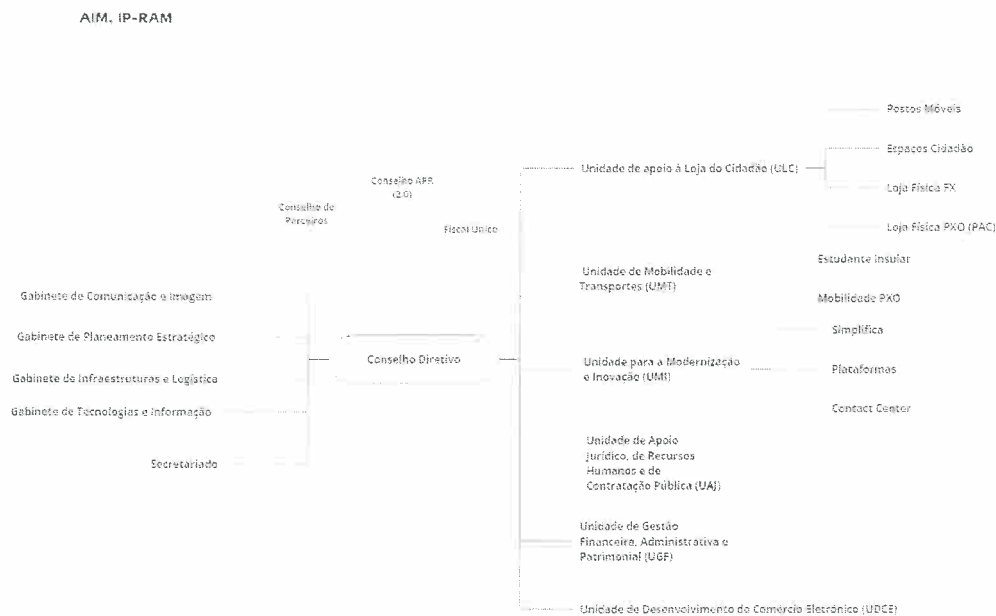 AIM, IP-RAM
Postos Móveis
Espaços Cidadão
Unidade de apoio à Loja do Cidadão (ULC)
Loja Física FX
Loja Física PXO (PAC)
Conselho
(2.0)
Conselho de
Parceiros
Fiscal Único
Estudante Insular
Unidade de Mobilidade e
Transportes (UMT)
Mobilidade PXO
Gabinete de Comunicação e Imagem
Gabinete de Planeamento Estratégico
Simplifica
Conselho Diretivo
Unidade para a Modernização
e Inovação (UMI)
Plataformas
Gabinete de Infraestruturas e Logística
Gabinete de Tecnologias e Informação
Contact Center
Secretariado
Unidade de Apoio
Jurídico, de Recursos
Humanos e de
Contratação Pública (UAJ)
Unidade de Gestão
Financeira, Administrativa e
Patrimonial (UGF)
Unidade de Desenvolvimento do Comércio Eletrónico (UDCE)